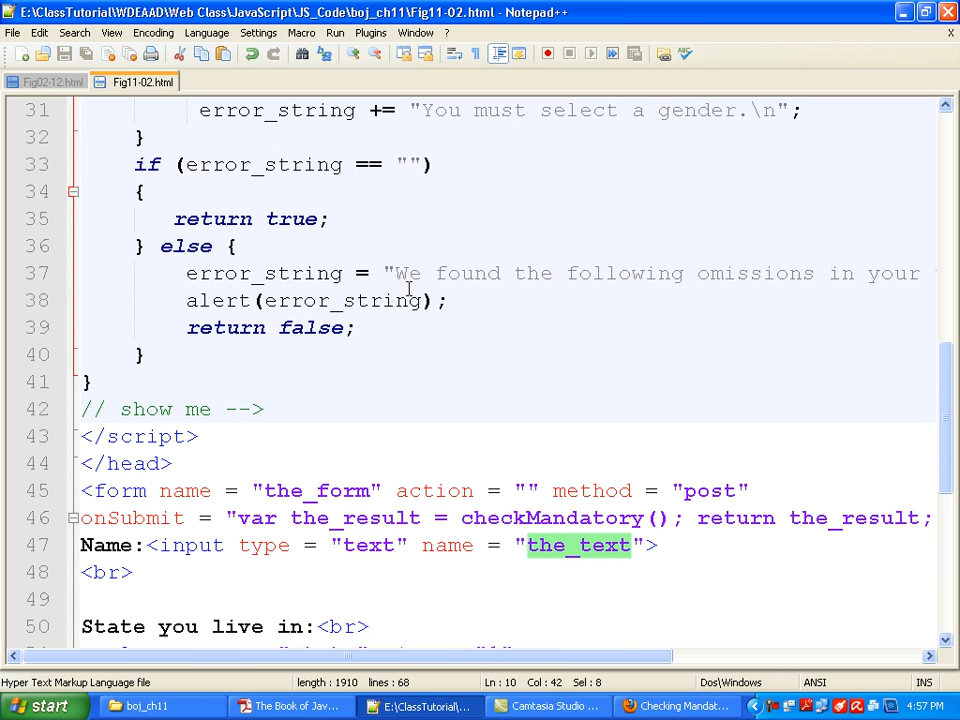 E:\ClassTutorial\WDEAAD\Web Class\JavaScript\JS_Code\boj_ch11\Fig11-02.html - Notepad++
File Edit Search View Encoding Language Settings Macro Run Plugins Window ? X
Fig02-12.html Fig11-02.html
31 error_string += "You must select a gender.\n";
32 }
33 if (error_string == "")
34 {
35 return true;
36 } else {
37 error_string = "We found the following omissions in your
38 alert(error_string);
39 return false;
40 }
41 }
42 // show me -->
43 </script>
44 </head>
45 <form name = "the_form" action = "" method = "post"
46 onSubmit = "var the_result = checkMandatory(); return the_result;
47 Name:<input type = "text" name = "the_text">
48 <br>
49
50 State you live in:<br>
Hyper Text Markup Language file length : 1910 lines : 68 Ln : 10 Col : 42 Sel : 8 Dos\Windows ANSI INS
start boj_ch11 The Book of Jav... E:\ClassTutorial\... Camtasia Studio ... Checking Mandat... 4:57 PM